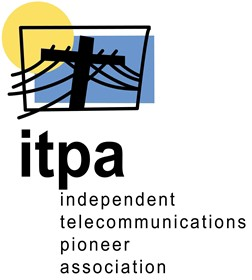 itpa
independent
telecommunications
pioneer
association